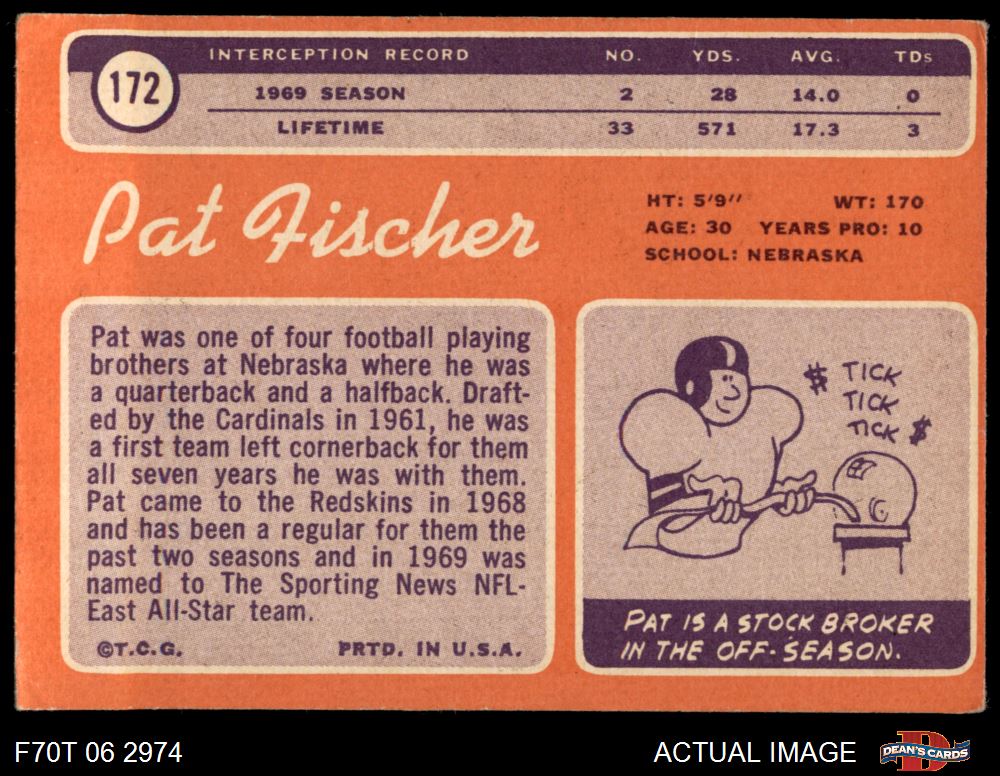 172
INTERCEPTION RECORD NO. YDS. AVG. TDs
1969 SEASON 2 28 14.0 0
LIFETIME 33 571 17.3 3
Pat Fischer
HT: 5'9'' WT: 170
AGE: 30 YEARS PRO: 10
SCHOOL: NEBRASKA
Pat was one of four football playing
brothers at Nebraska where he was
a quarterback and a halfback. Draft-
ed by the Cardinals in 1961, he was
a first team left cornerback for them
all seven years he was with them.
Pat came to the Redskins in 1968
and has been a regular for them the
past two seasons and in 1969 was
named to The Sporting News NFL-
East All-Star team.
©T.C.G. PRTD. IN U.S.A.
$ TICK
TICK
TICK $
PAT IS A STOCK BROKER
IN THE OFF-SEASON.
F70T 06 2974 ACTUAL IMAGE D DEAN'S CARDS